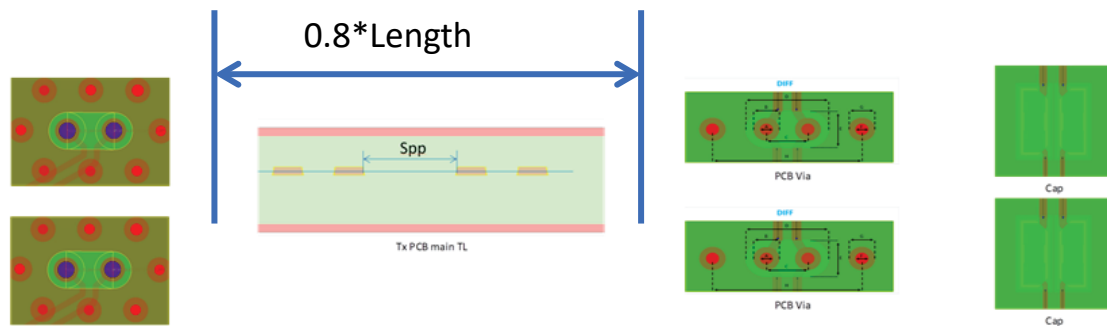 0.8*Length
Spp
Tx PCB main TL
DIFF
PCB Via
Cap
DIFF
PCB Via
Cap